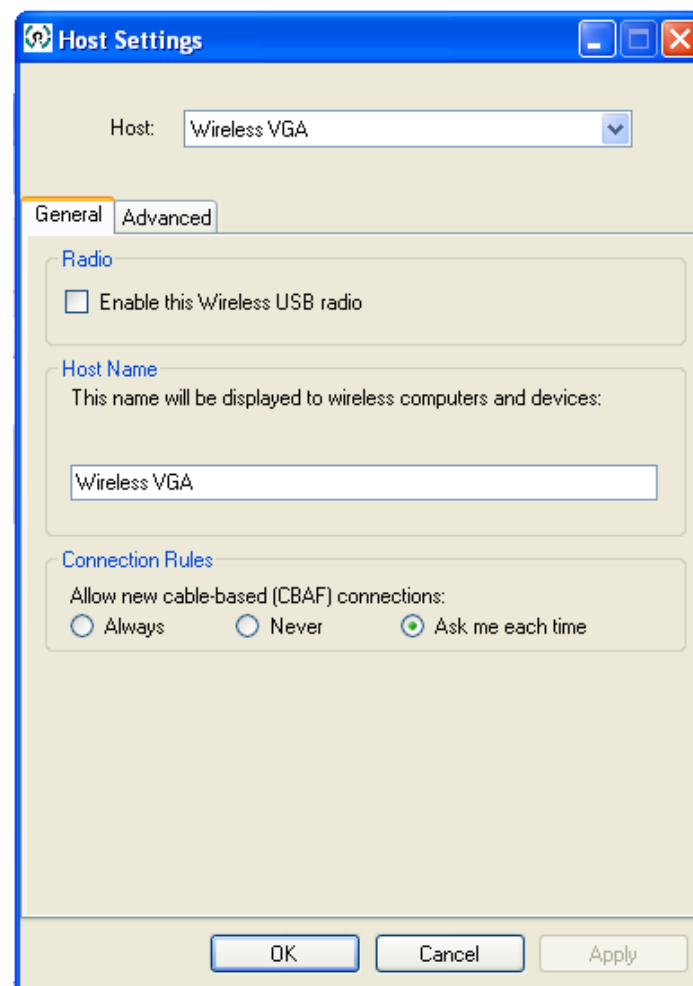 Host Settings
Host: Wireless VGA
General Advanced
Radio
Enable this Wireless USB radio
Host Name
This name will be displayed to wireless computers and devices:
Wireless VGA
Connection Rules
Allow new cable-based (CBAF) connections:
Always Never Ask me each time
OK Cancel Apply